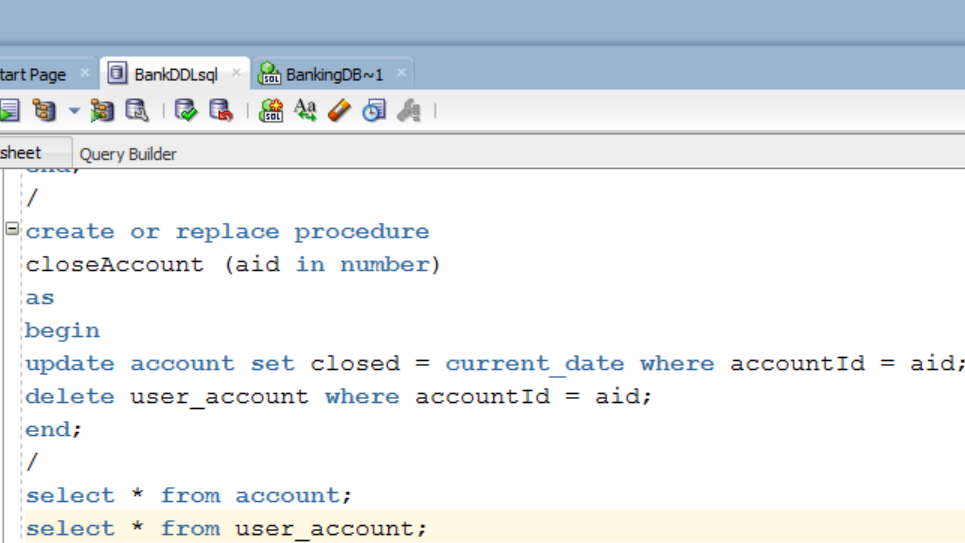 tart Page
BankDDLsql
BankingDB~1
sheet
Query Builder
end;
/
create or replace procedure
closeAccount (aid in number)
as
begin
update account set closed = current_date where accountId = aid;
delete user_account where accountId = aid;
end;
/
select * from account;
select * from user_account;